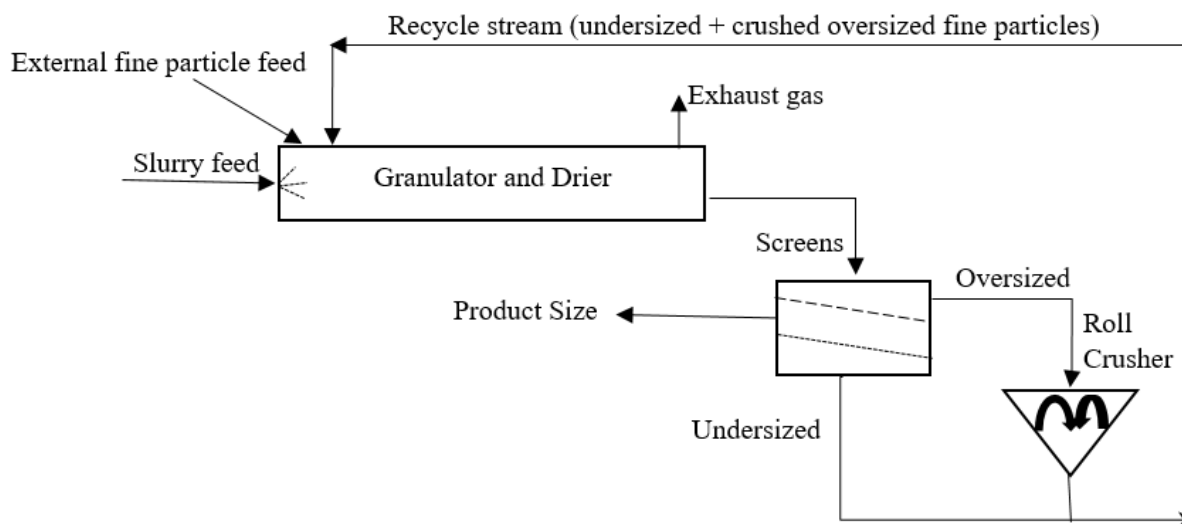 Recycle stream (undersized + crushed oversized fine particles)
External fine particle feed
Exhaust gas
Slurry feed
Granulator and Drier
Screens
Oversized
Product Size
Roll
Crusher
Undersized